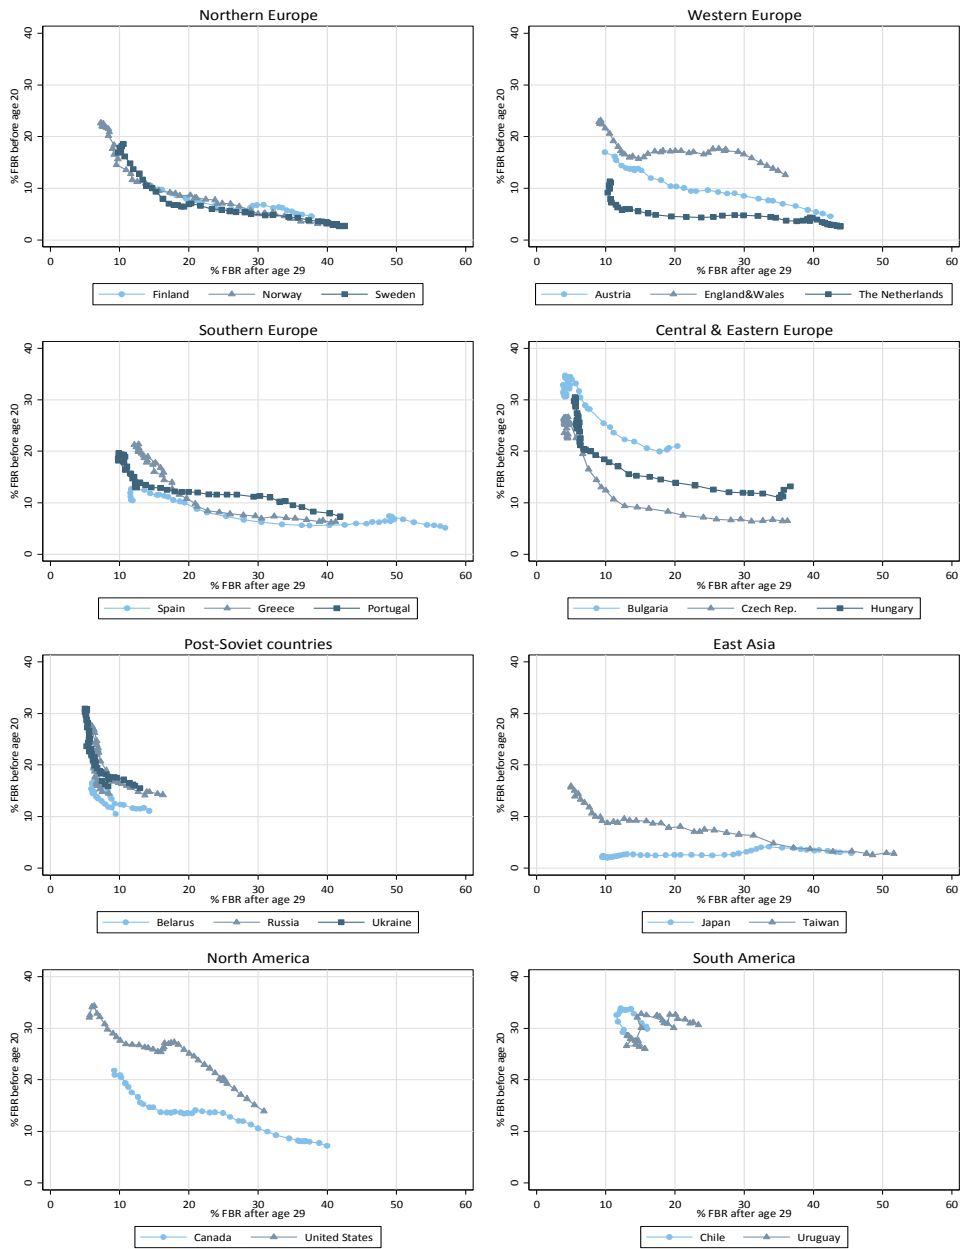 Northern Europe
% FBR before age 20
40
30
20
10
0
0 10 20 30 40 50 60
% FBR after age 29
Finland Norway Sweden
Western Europe
% FBR before age 20
40
30
20
10
0
0 10 20 30 40 50 60
% FBR after age 29
Austria England&Wales The Netherlands
Southern Europe
% FBR before age 20
40
30
20
10
0
0 10 20 30 40 50 60
% FBR after age 29
Spain Greece Portugal
Central & Eastern Europe
% FBR before age 20
40
30
20
10
0
0 10 20 30 40 50 60
% FBR after age 29
Bulgaria Czech Rep. Hungary
Post-Soviet countries
% FBR before age 20
40
30
20
10
0
0 10 20 30 40 50 60
% FBR after age 29
Belarus Russia Ukraine
East Asia
% FBR before age 20
40
30
20
10
0
0 10 20 30 40 50 60
% FBR after age 29
Japan Taiwan
North America
% FBR before age 20
40
30
20
10
0
0 10 20 30 40 50 60
% FBR after age 29
Canada United States
South America
% FBR before age 20
40
30
20
10
0
0 10 20 30 40 50 60
% FBR after age 29
Chile Uruguay